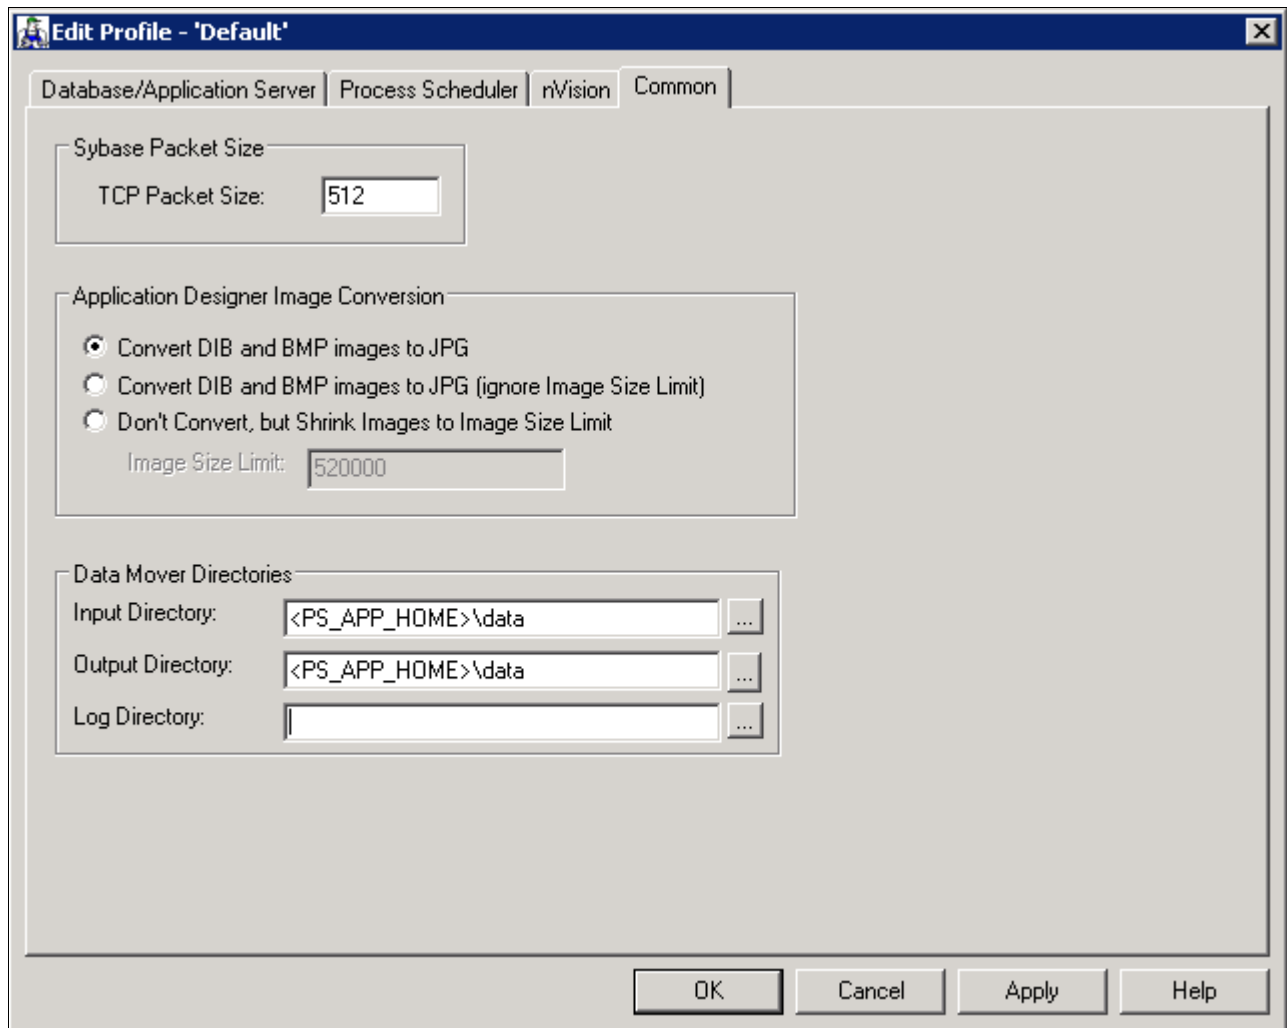 Edit Profile - 'Default'
Database/Application Server Process Scheduler nVision Common
Sybase Packet Size
TCP Packet Size: 512
Application Designer Image Conversion
Convert DIB and BMP images to JPG
Convert DIB and BMP images to JPG (ignore Image Size Limit)
Don't Convert, but Shrink Images to Image Size Limit
Image Size Limit: 520000
Data Mover Directories
Input Directory: <PS_APP_HOME>\data ...
Output Directory: <PS_APP_HOME>\data ...
Log Directory: ...
OK Cancel Apply Help